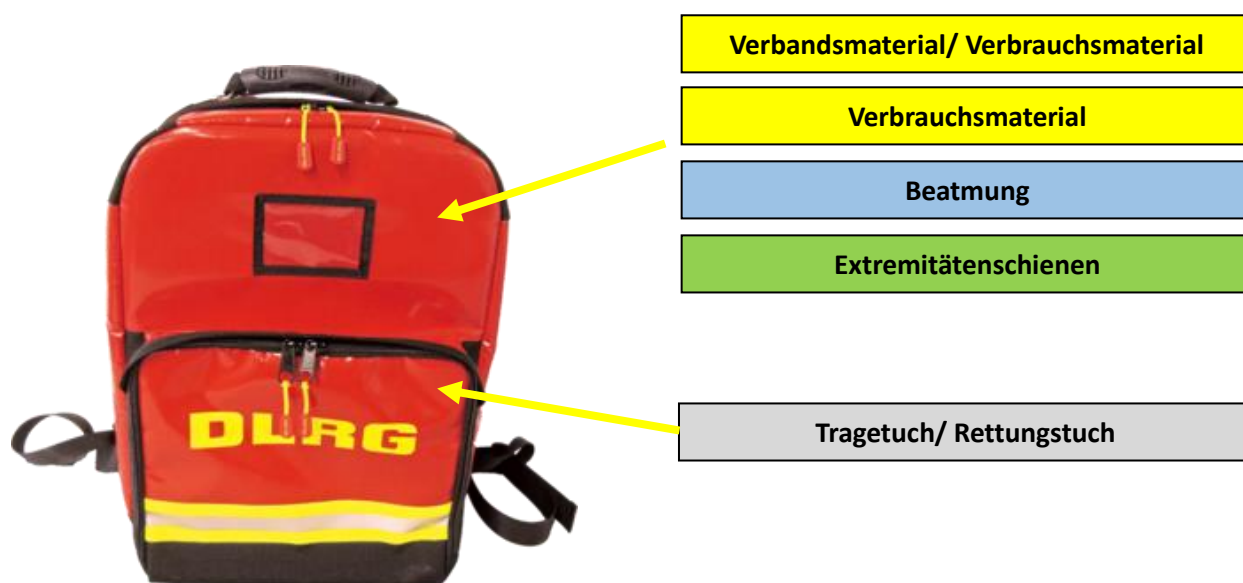 Verbandsmaterial/ Verbrauchsmaterial
Verbrauchsmaterial
Beatmung
Extremitätenschienen
DLRG
Tragetuch/ Rettungstuch